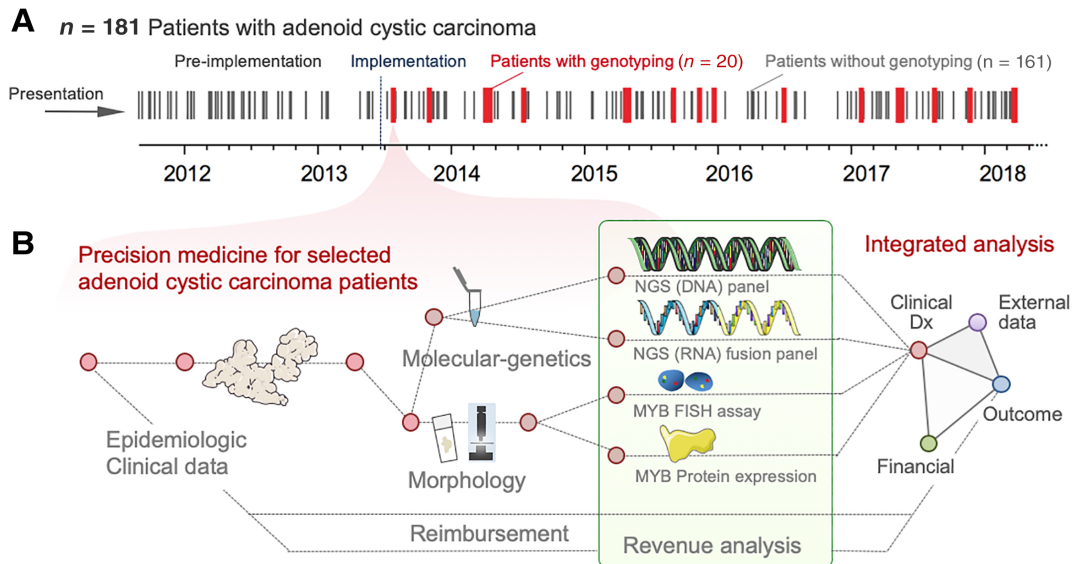 A
n = 181 Patients with adenoid cystic carcinoma
Pre-implementation
Implementation
Patients with genotyping (n = 20)
Patients without genotyping (n = 161)
Presentation
2012
2013
2014
2015
2016
2017
2018
B
Precision medicine for selected
adenoid cystic carcinoma patients
Integrated analysis
NGS (DNA) panel
Molecular-genetics
NGS (RNA) fusion panel
MYB FISH assay
MYB Protein expression
Clinical
Dx
External
data
Outcome
Financial
Epidemiologic
Clinical data
Morphology
Reimbursement
Revenue analysis